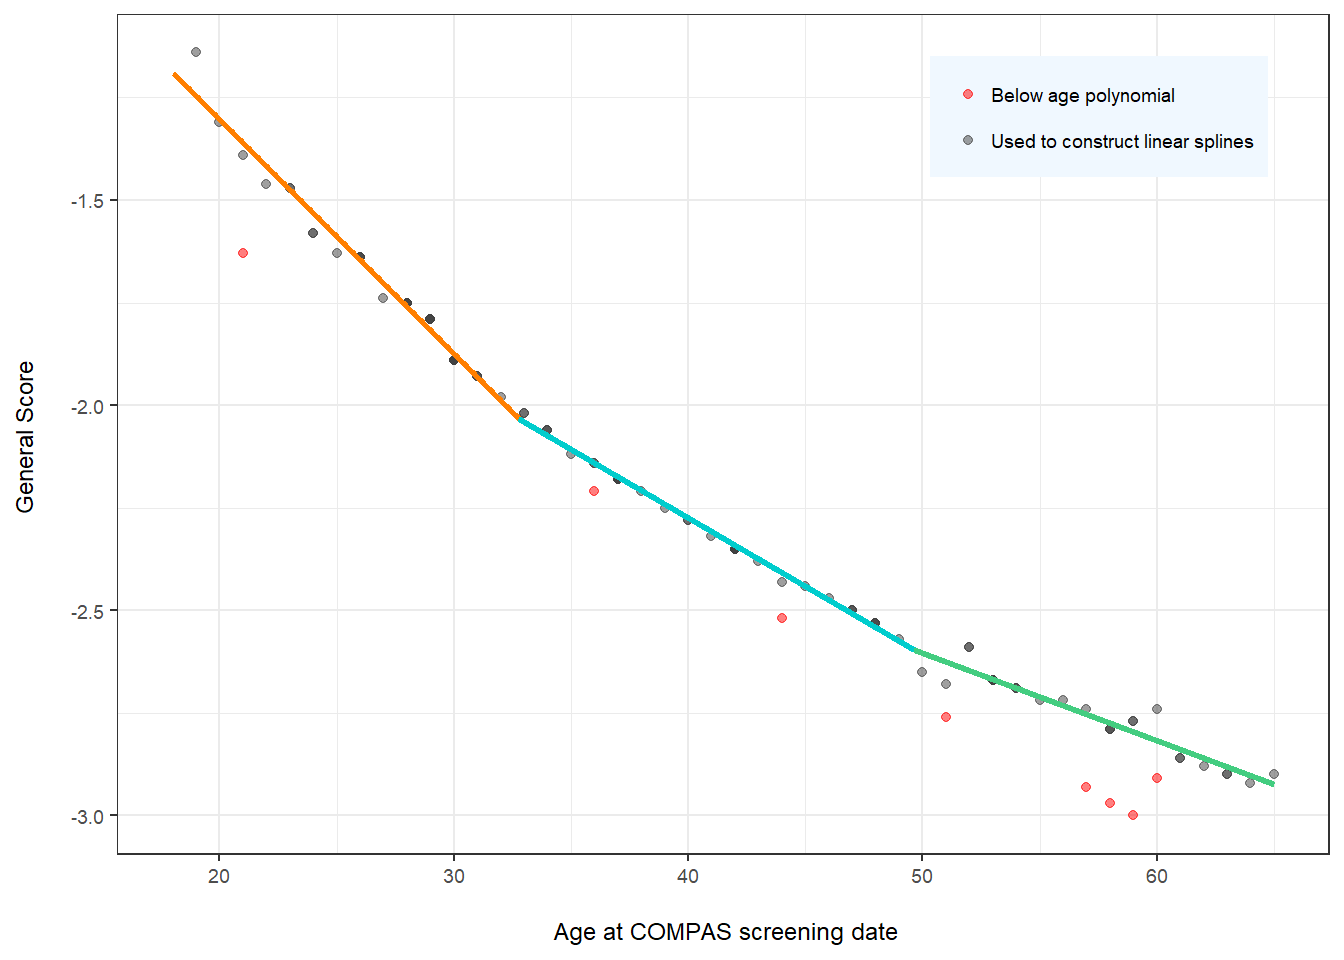 Below age polynomial
Used to construct linear splines
-1.5
-2.0
-2.5
-3.0
General Score
20 30 40 50 60
Age at COMPAS screening date